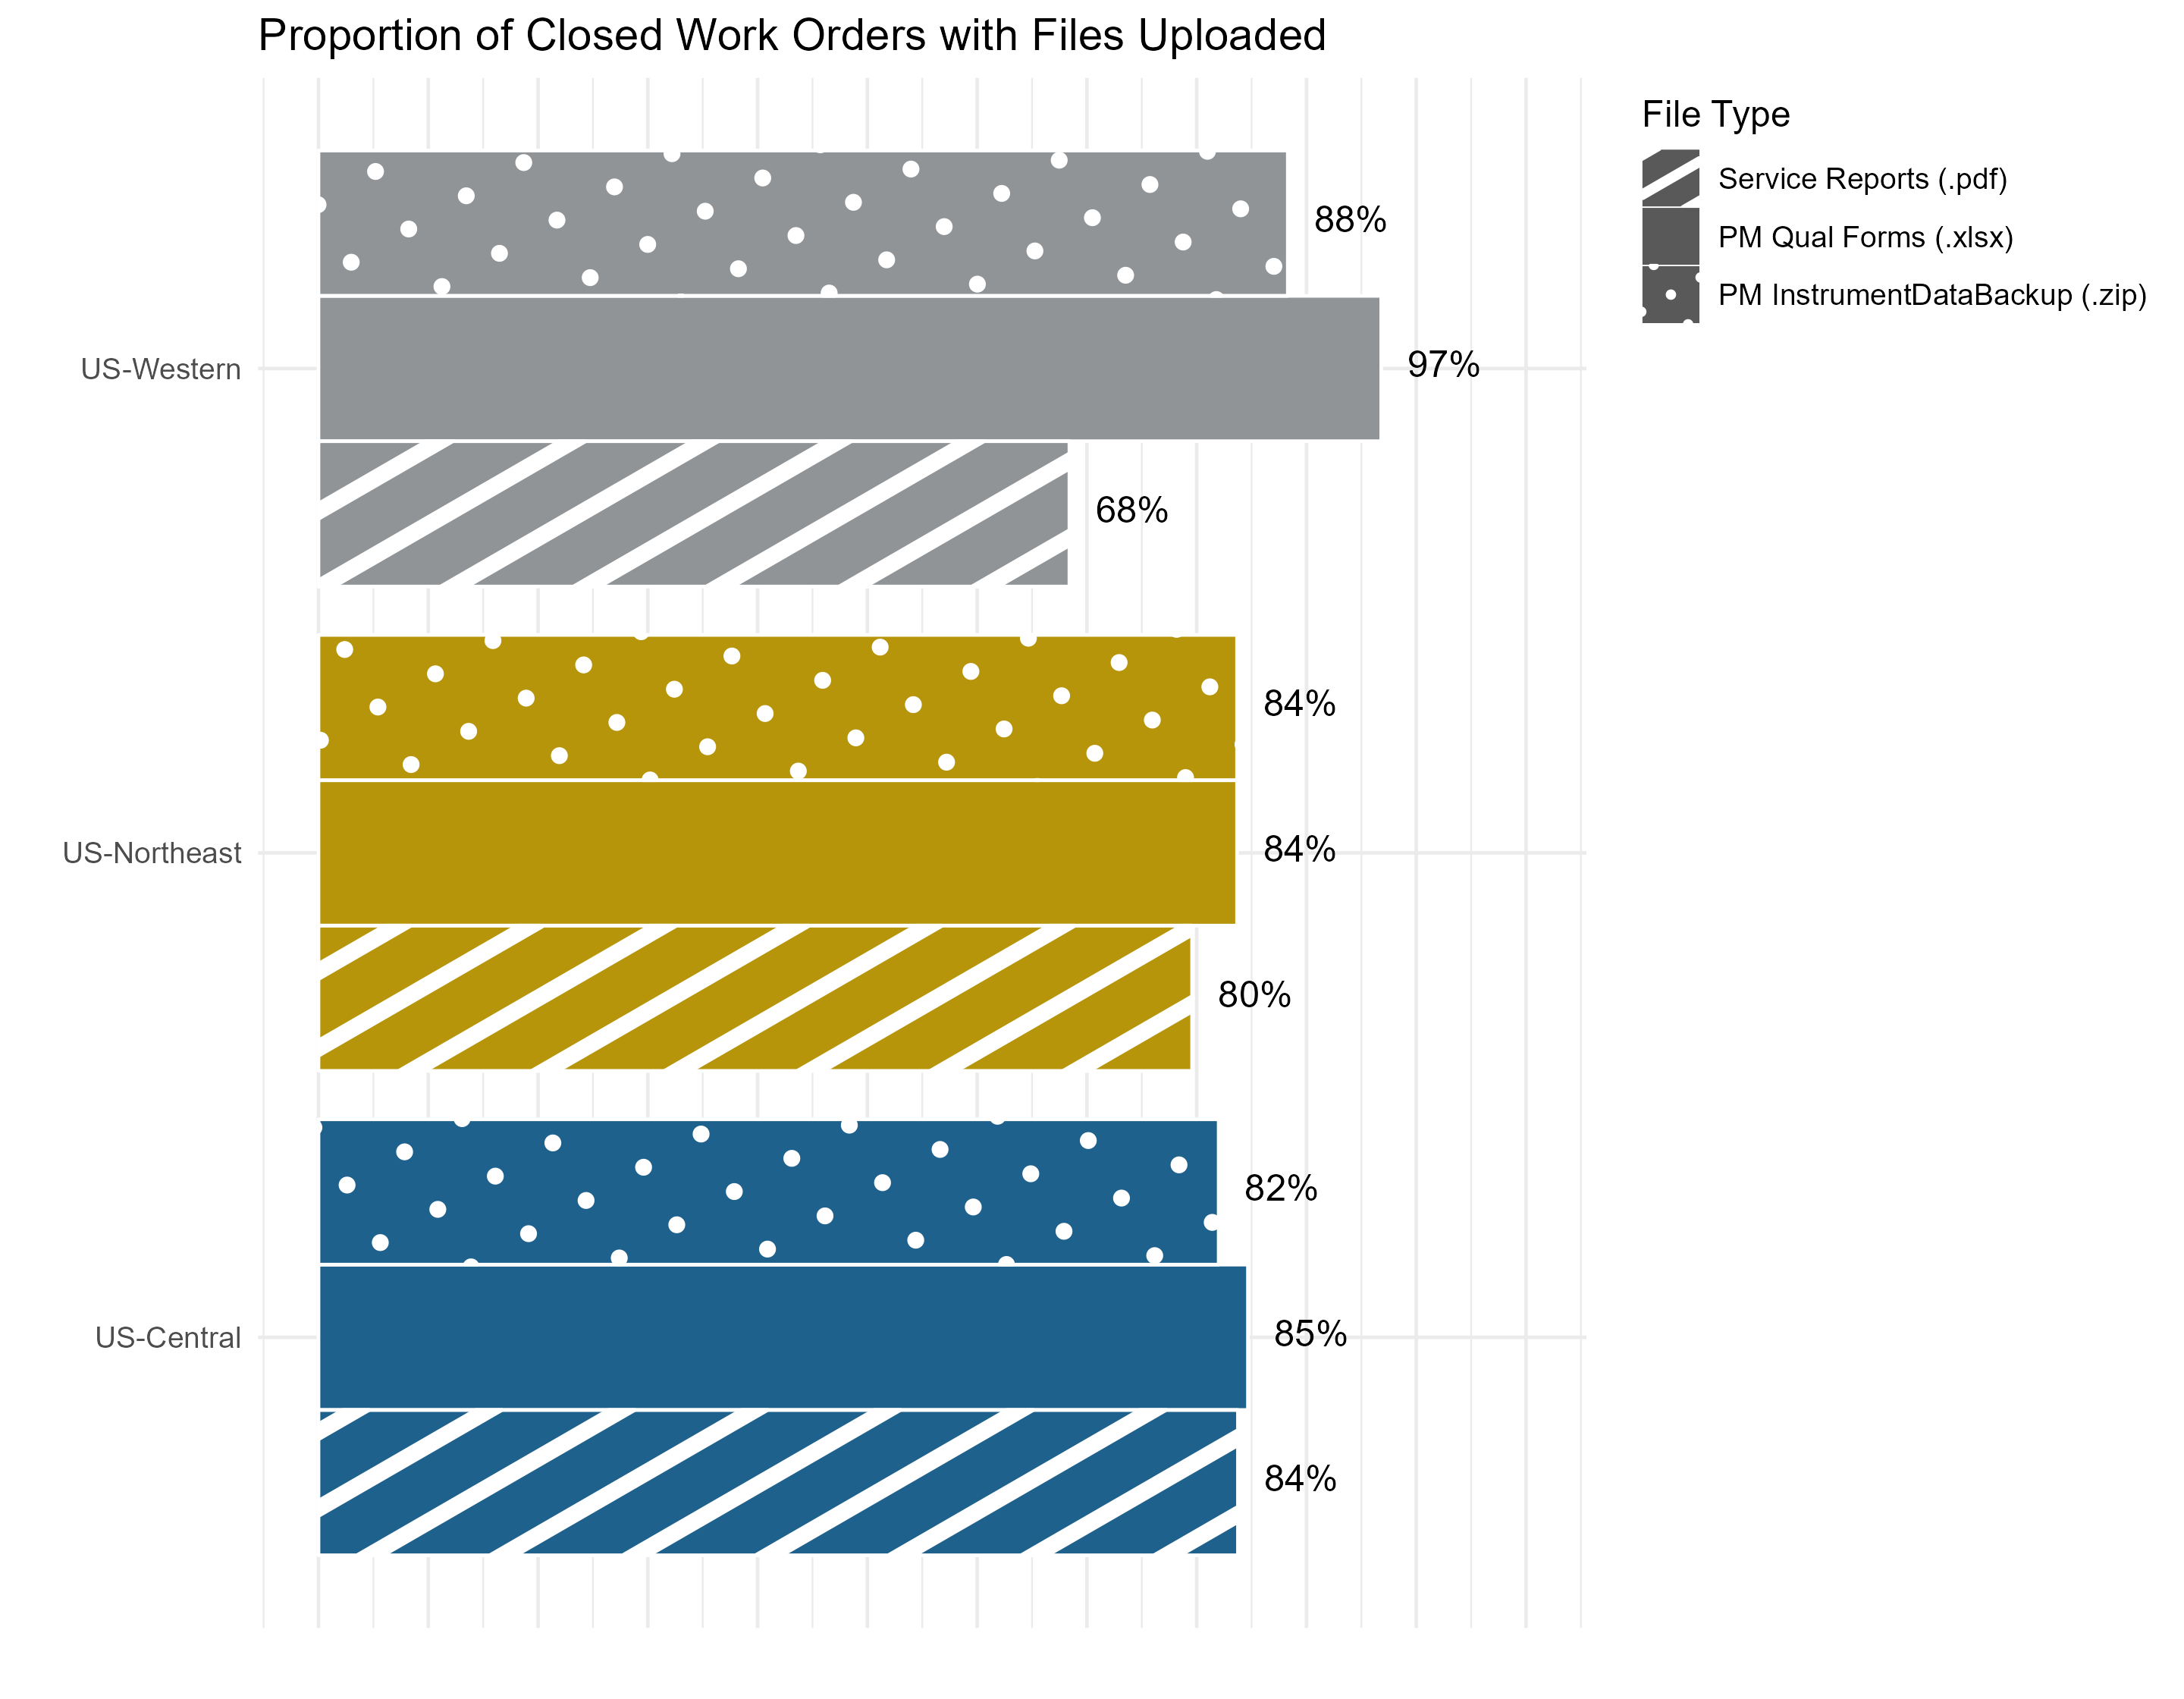 Proportion of Closed Work Orders with Files Uploaded
File Type
Service Reports (.pdf)
PM Qual Forms (.xlsx)
PM InstrumentDataBackup (.zip)
88%
US-Western
97%
68%
84%
US-Northeast
84%
80%
82%
US-Central
85%
84%